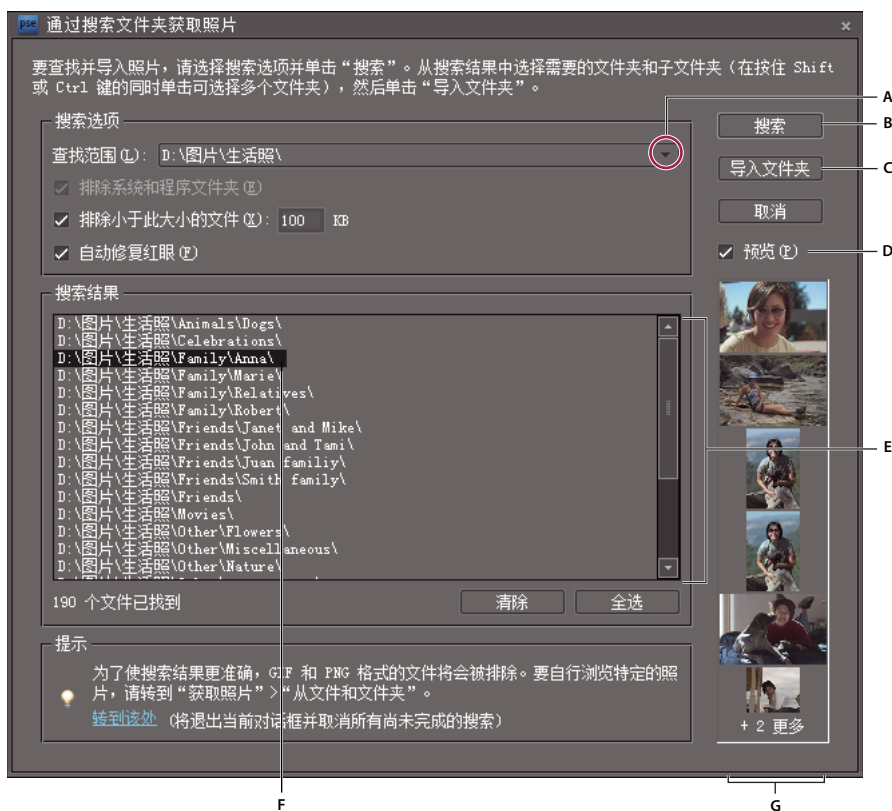 pse 通过搜索文件夹获取照片
要查找并导入照片，请选择搜索选项并单击“搜索”。从搜索结果中选择需要的文件夹和子文件夹（在按住 Shift
或 Ctrl 键的同时单击可选择多个文件夹），然后单击“导入文件夹”。
A
搜索选项
搜索
B
查找范围(L): D:\图片\生活照\
导入文件夹
C
排除系统和程序文件夹(E)
取消
排除小于此大小的文件(X): 100 KB
预览(P)
D
自动修复红眼(F)
搜索结果
D:\图片\生活照\Animals\Dogs\
D:\图片\生活照\Celebrations\
D:\图片\生活照\Family\Anna\
D:\图片\生活照\Family\Marie\
D:\图片\生活照\Family\Relatives\
D:\图片\生活照\Family\Robert\
D:\图片\生活照\Friends\Janet and Mike\
D:\图片\生活照\Friends\John and Tami\
D:\图片\生活照\Friends\Juan familiy\
D:\图片\生活照\Friends\Smith family\
D:\图片\生活照\Friends\
D:\图片\生活照\Movies\
D:\图片\生活照\Other\Flowers\
D:\图片\生活照\Other\Miscellaneous\
D:\图片\生活照\Other\Nature\
E
190 个文件已找到
清除
全选
提示
为了使搜索结果更准确，GIF 和 PNG 格式的文件将会被排除。要自行浏览特定的照
片，请转到“获取照片”>“从文件和文件夹”。
转到该处 (将退出当前对话框并取消所有尚未完成的搜索)
+ 2 更多
F
G